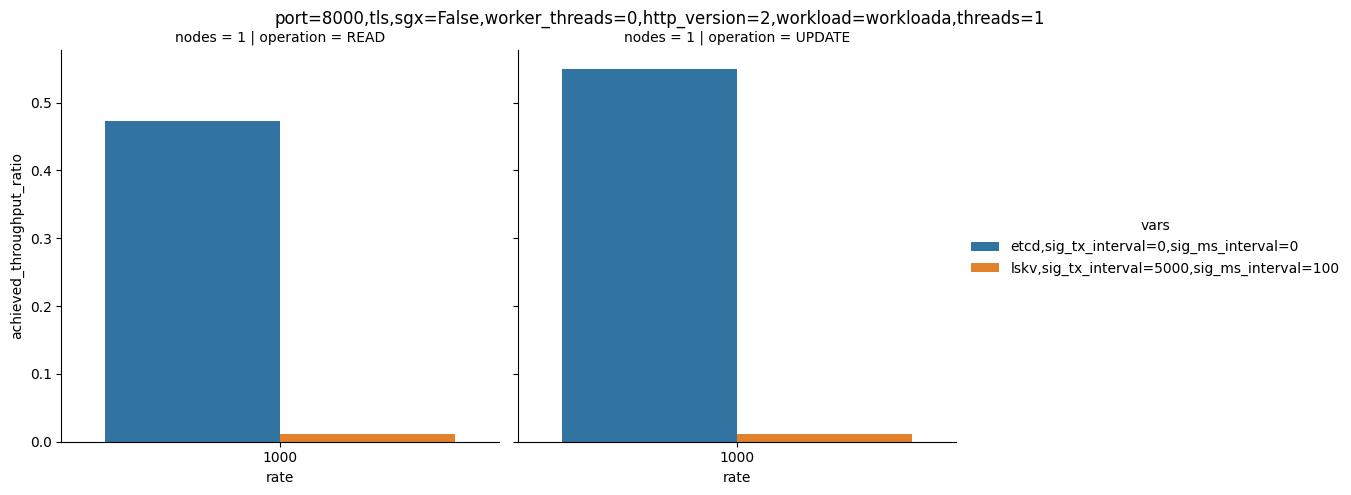 port=8000,tls,sgx=False,worker_threads=0,http_version=2,workload=workloada,threads=1
nodes = 1 | operation = READ
nodes = 1 | operation = UPDATE
achieved_throughput_ratio
0.5
0.4
0.3
0.2
0.1
0.0
1000
rate
1000
rate
vars
etcd,sig_tx_interval=0,sig_ms_interval=0
lskv,sig_tx_interval=5000,sig_ms_interval=100